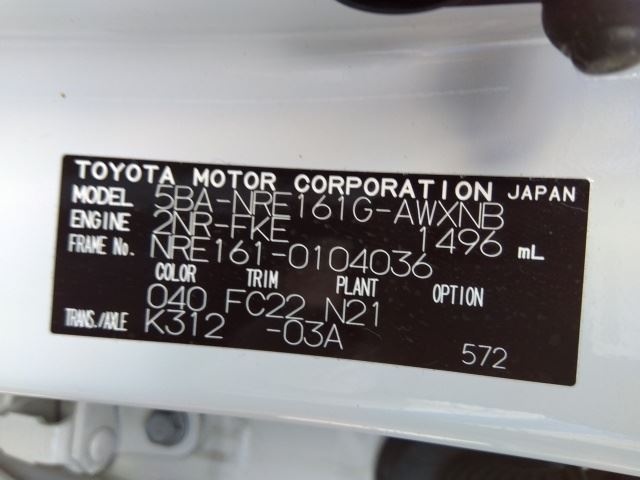 TOYOTA MOTOR CORPORATION JAPAN
MODEL 5BA-NRE161G-AWXNB
ENGINE 2NR-FKE 1496 mL
FRAME No. NRE161-0104036
COLOR TRIM PLANT OPTION
040 FC22 N21
TRANS./AXLE K312 -03A
572